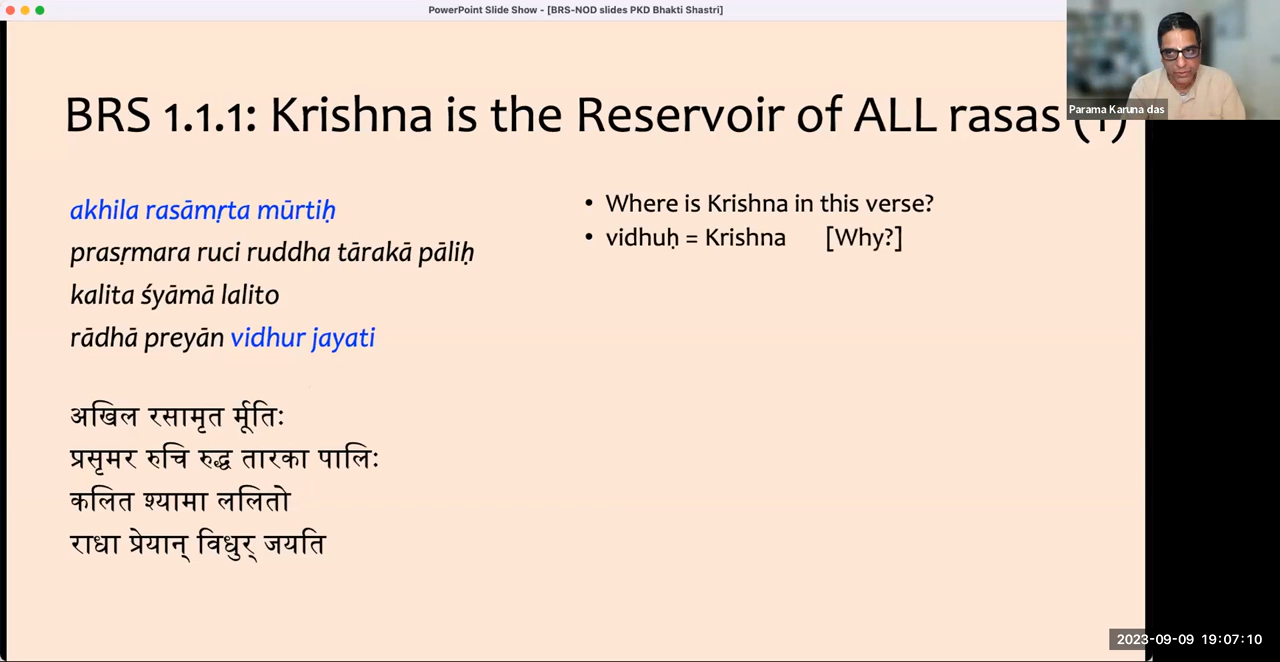 PowerPoint Slide Show - [BRS-NOD slides PKD Bhakti Shastri]
Parama Karuna das
BRS 1.1.1: Krishna is the Reservoir of ALL rasas (1)
akhila rasāmṛta mūrtiḥ
prasṛmara ruci ruddha tārakā pāliḥ
kalita śyāmā lalito
rādhā preyān vidhur jayati
• Where is Krishna in this verse?
• vidhuḥ = Krishna [Why?]
अखिल रसामृत र्मूतिः
प्रसृमर रुचि रुद्ध तारका पालिः
कलित श्यामा ललितो
राधा प्रेयान् विधुर् जयति
2023-09-09 19:07:10